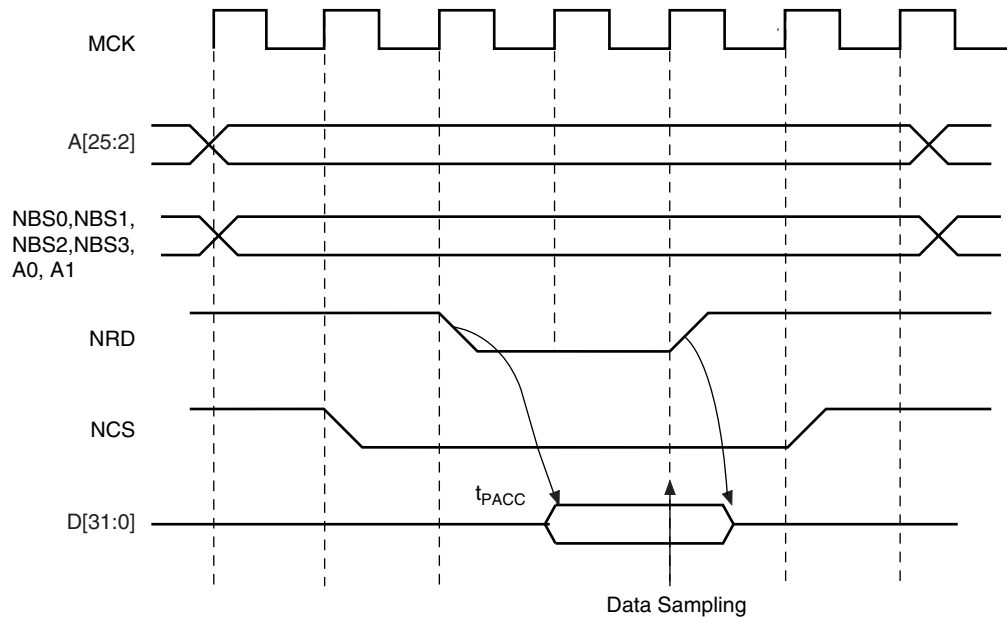 MCK
A[25:2]
NBS0,NBS1,
NBS2,NBS3,
A0, A1
NRD
NCS
tPACC
D[31:0]
Data Sampling